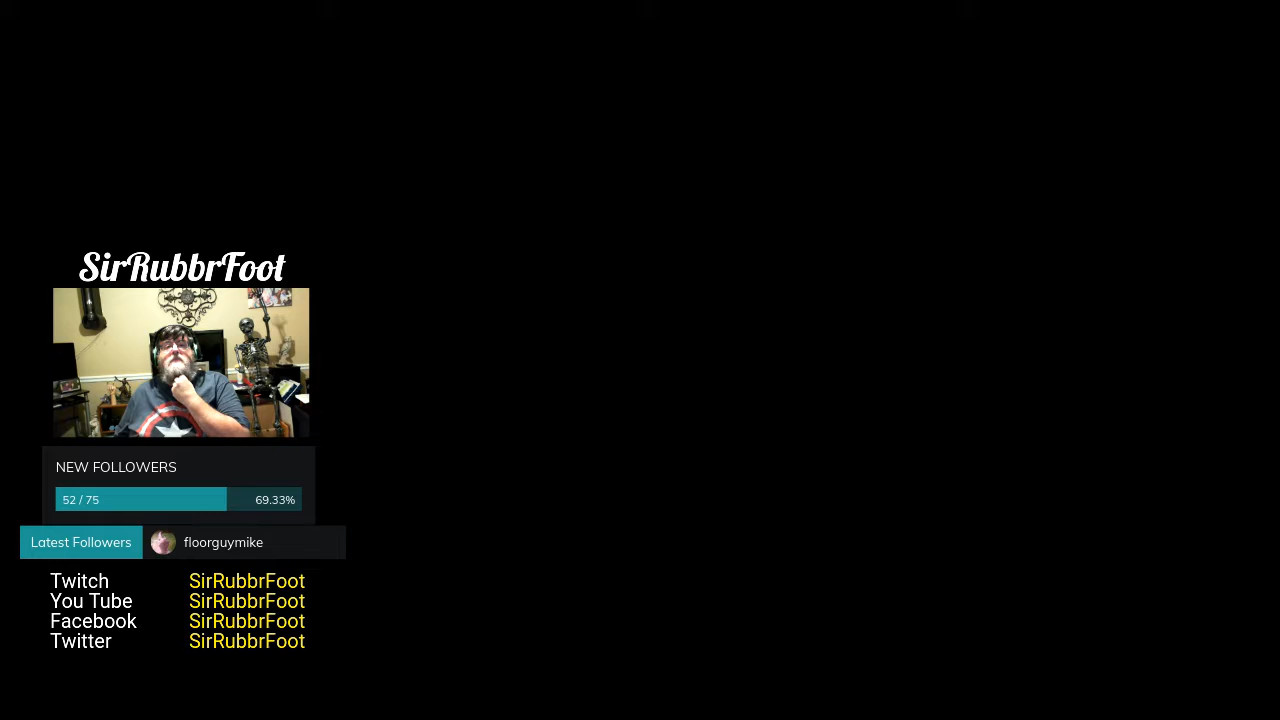 SirRubbrFoot
NEW FOLLOWERS
52 / 75 69.33%
Latest Followers floorguymike
Twitch SirRubbrFoot
You Tube SirRubbrFoot
Facebook SirRubbrFoot
Twitter SirRubbrFoot